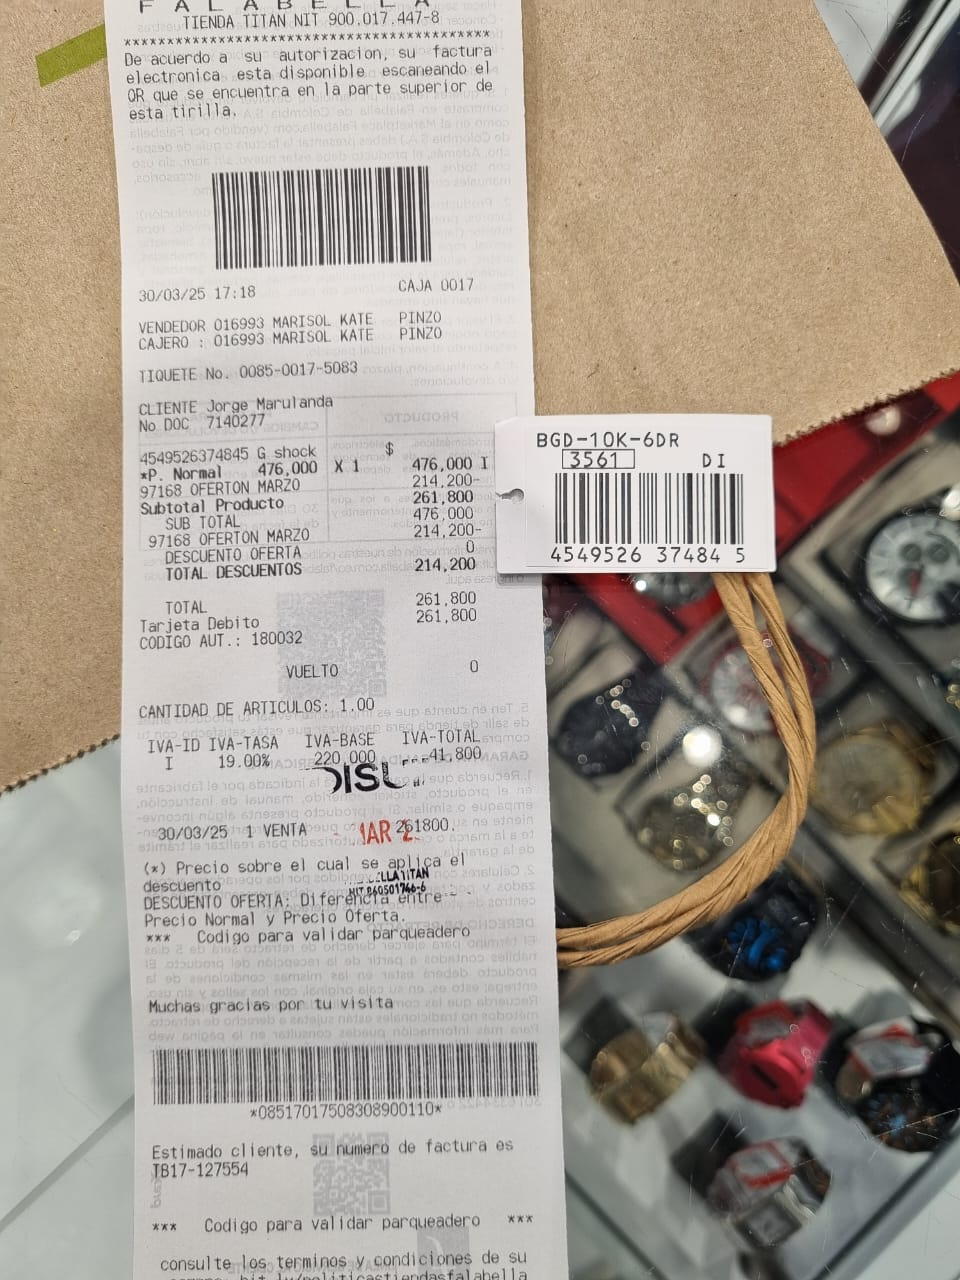 FALABELLA
TIENDA TITAN NIT 900.017.447-8
******************************************
De acuerdo a su autorizacion, su factura
electronica esta disponible escaneando el
QR que se encuentra en la parte superior de
esta tirilla.
30/03/25 17:18 CAJA 0017
VENDEDOR 016993 MARISOL KATE PINZO
CAJERO : 016993 MARISOL KATE PINZO
TIQUETE No. 0085-0017-5083
CLIENTE Jorge Marulanda
No DOC 7140277
4549526374845 G shock $
*P. Normal 476,000 X 1 476,000 I
97168 OFERTON MARZO 214,200-
Subtotal Producto 261,800
SUB TOTAL 476,000
97168 OFERTON MARZO 214,200-
DESCUENTO OFERTA 0
TOTAL DESCUENTOS 214,200
TOTAL 261,800
Tarjeta Debito 261,800
CODIGO AUT.: 180032
VUELTO 0
CANTIDAD DE ARTICULOS: 1.00
IVA-ID IVA-TASA IVA-BASE IVA-TOTAL
I 19.00% 220,000 41,800
30/03/25 1 VENTA 261800.
(*) Precio sobre el cual se aplica el
descuento
DESCUENTO OFERTA: Diferencia entre
Precio Normal y Precio Oferta.
*** Codigo para validar parqueadero
Muchas gracias por tu visita
*08517017508308900110*
Estimado cliente, su numero de factura es
TB17-127554
*** Codigo para validar parqueadero ***
consulte los terminos y condiciones de su
BGD-10K-6DR
3561 DI
4549526 37484 5